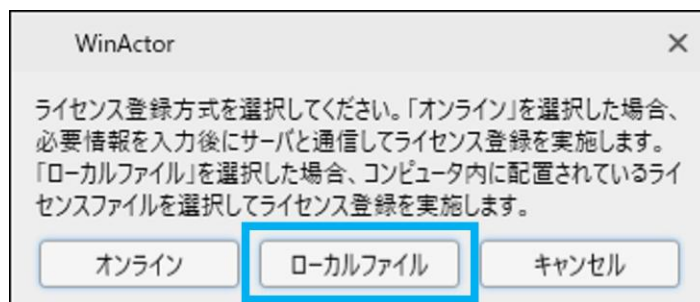 WinActor
ライセンス登録方式を選択してください。「オンライン」を選択した場合、
必要情報を入力後にサーバと通信してライセンス登録を実施します。
「ローカルファイル」を選択した場合、コンピュータ内に配置されているライ
センスファイルを選択してライセンス登録を実施します。
オンライン ローカルファイル キャンセル